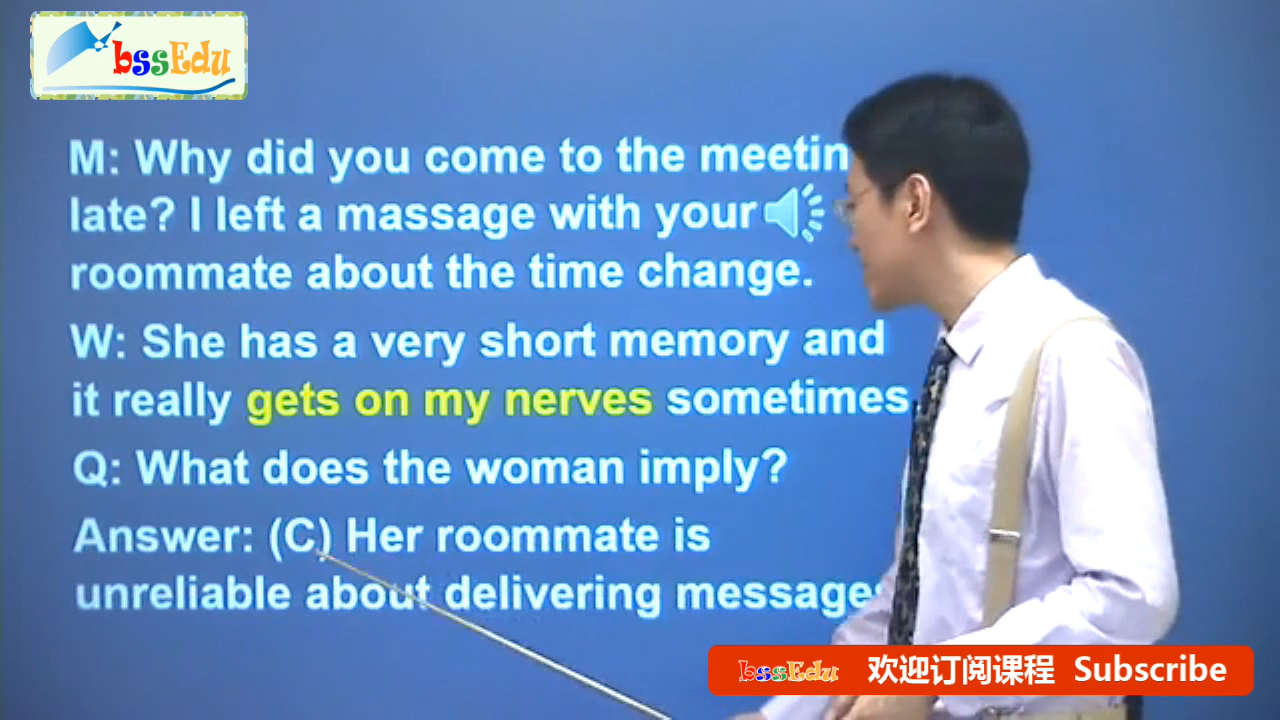 bssEdu
M: Why did you come to the meetin
late? I left a massage with your
roommate about the time change.
W: She has a very short memory and
it really gets on my nerves sometimes.
Q: What does the woman imply?
Answer: (C) Her roommate is
unreliable about delivering messages
bssEdu 欢迎订阅课程 Subscribe